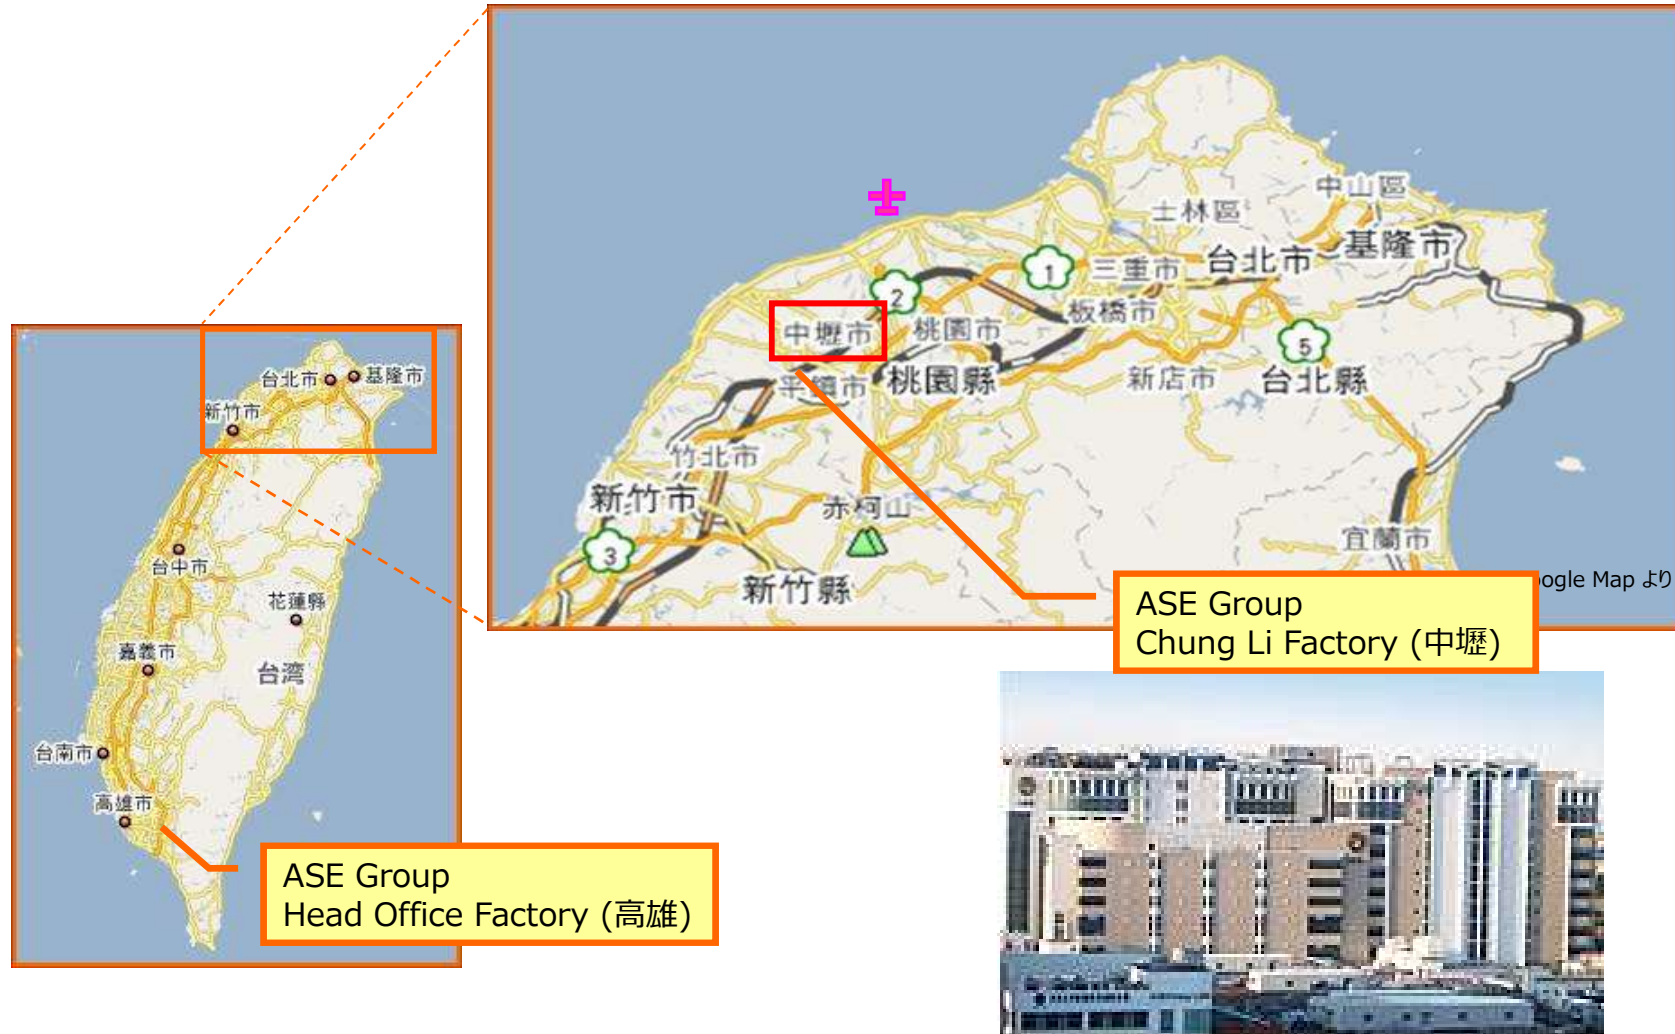 中山區
士林區
基隆市
台北市
三重市
1
2
板橋市
中壢市
桃園市
5
平鎮市
桃園縣
新店市
台北縣
竹北市
新竹市
赤柯山
宜蘭市
3
新竹縣
ogle Map より
ASE Group
Chung Li Factory (中壢)
台北市
基隆市
新竹市
台中市
花蓮縣
嘉義市
台湾
台南市
高雄市
ASE Group
Head Office Factory (高雄)